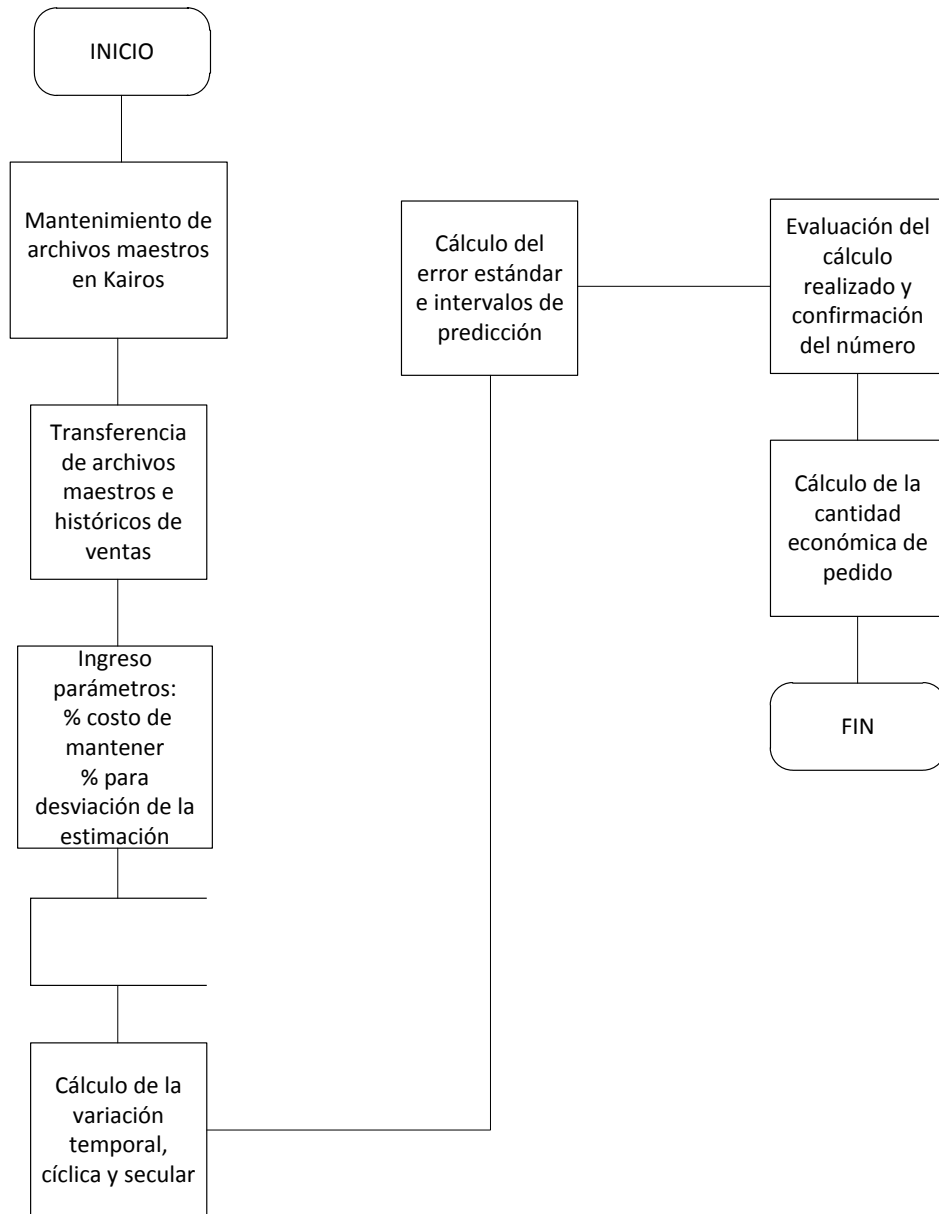 INICIO
Mantenimiento de
archivos maestros
en Kairos
Transferencia
de archivos
maestros e
históricos de
ventas
Ingreso
parámetros:
% costo de
mantener
% para
desviación de la
estimación
Cálculo de la
variación
temporal,
cíclica y secular
Cálculo del
error estándar
e intervalos de
predicción
Evaluación del
cálculo
realizado y
confirmación
del número
Cálculo de la
cantidad
económica de
pedido
FIN